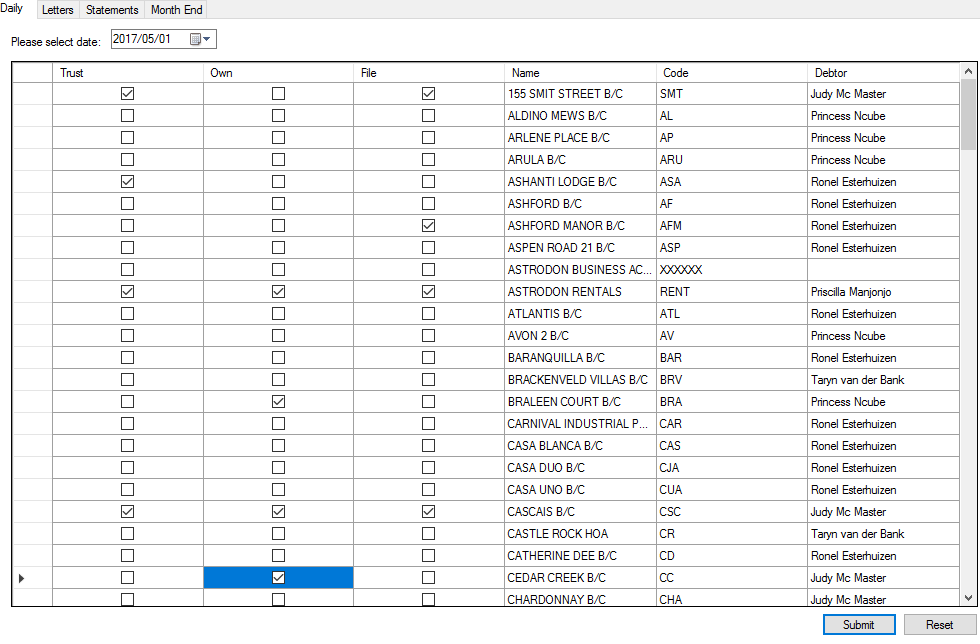 Daily Letters Statements Month End
Please select date: 2017/05/01
Trust Own File Name Code Debtor
155 SMIT STREET B/C SMT Judy Mc Master
ALDINO MEWS B/C AL Princess Ncube
ARLENE PLACE B/C AP Princess Ncube
ARULA B/C ARU Princess Ncube
ASHANTI LODGE B/C ASA Ronel Esterhuizen
ASHFORD B/C AF Ronel Esterhuizen
ASHFORD MANOR B/C AFM Ronel Esterhuizen
ASPEN ROAD 21 B/C ASP Ronel Esterhuizen
ASTRODON BUSINESS AC... XXXXXX
ASTRODON RENTALS RENT Priscilla Manjonjo
ATLANTIS B/C ATL Ronel Esterhuizen
AVON 2 B/C AV Princess Ncube
BARANQUILLA B/C BAR Ronel Esterhuizen
BRACKENVELD VILLAS B/C BRV Taryn van der Bank
BRALEEN COURT B/C BRA Princess Ncube
CARNIVAL INDUSTRIAL P... CAR Ronel Esterhuizen
CASA BLANCA B/C CAS Ronel Esterhuizen
CASA DUO B/C CJA Ronel Esterhuizen
CASA UNO B/C CUA Ronel Esterhuizen
CASCAIS B/C CSC Judy Mc Master
CASTLE ROCK HOA CR Taryn van der Bank
CATHERINE DEE B/C CD Ronel Esterhuizen
CEDAR CREEK B/C CC Judy Mc Master
CHARDONNAY B/C CHA Judy Mc Master
Submit Reset